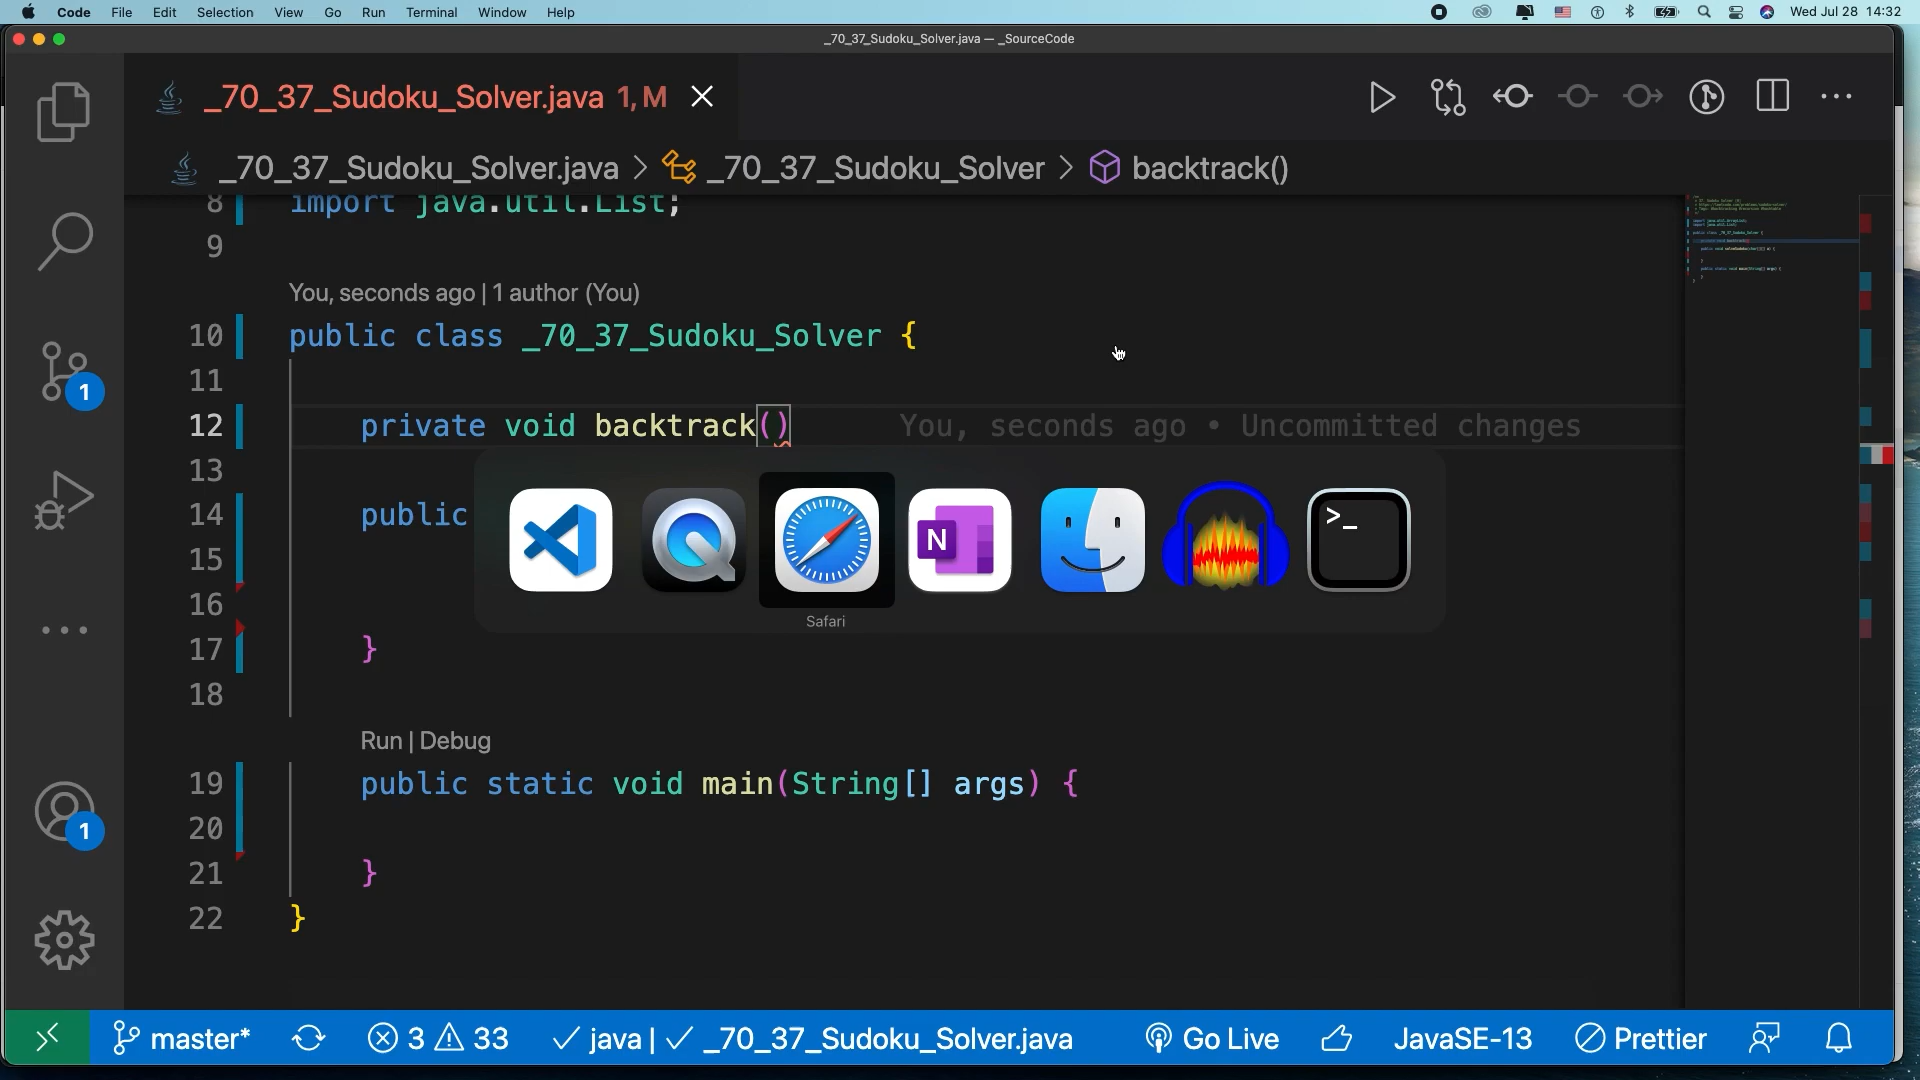 Code File Edit Selection View Go Run Terminal Window Help Wed Jul 28 14:32
_70_37_Sudoku_Solver.java — _SourceCode
_70_37_Sudoku_Solver.java 1, M
_70_37_Sudoku_Solver.java > _70_37_Sudoku_Solver > backtrack()
8 import java.util.List;
9
You, seconds ago | 1 author (You)
10 public class _70_37_Sudoku_Solver {
11
12 private void backtrack() You, seconds ago • Uncommitted changes
13
14 public
15
16
17 }
18
N
>_
Safari
Run | Debug
19 public static void main(String[] args) {
20
21 }
22 }
1
1
master* 3 33 java | _70_37_Sudoku_Solver.java Go Live JavaSE-13 Prettier